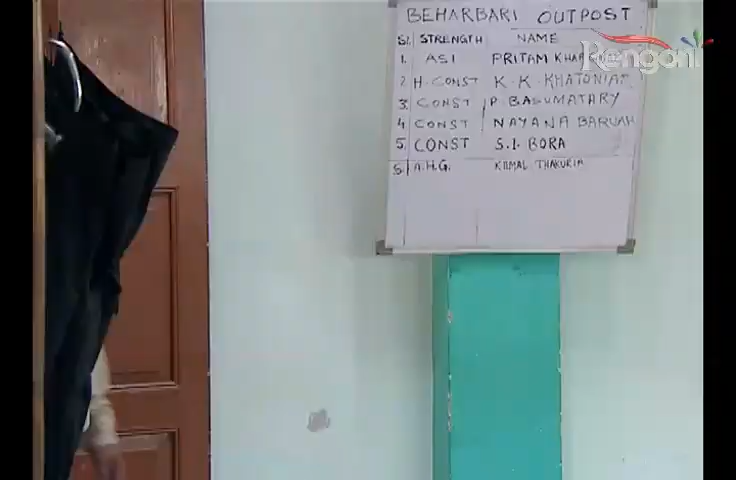 BEHARBARI OUTPOST
Sl. STRENGTH NAME
1. ASI PRITAM
2 H. CONST K. K. KHATONIAR
3. CONST P. BASUMATARY
4 CONST NAYANA BARUAH
5. CONST S.I. BORA
6. A.H.G. KAMAL THAKURIA
Rengoni